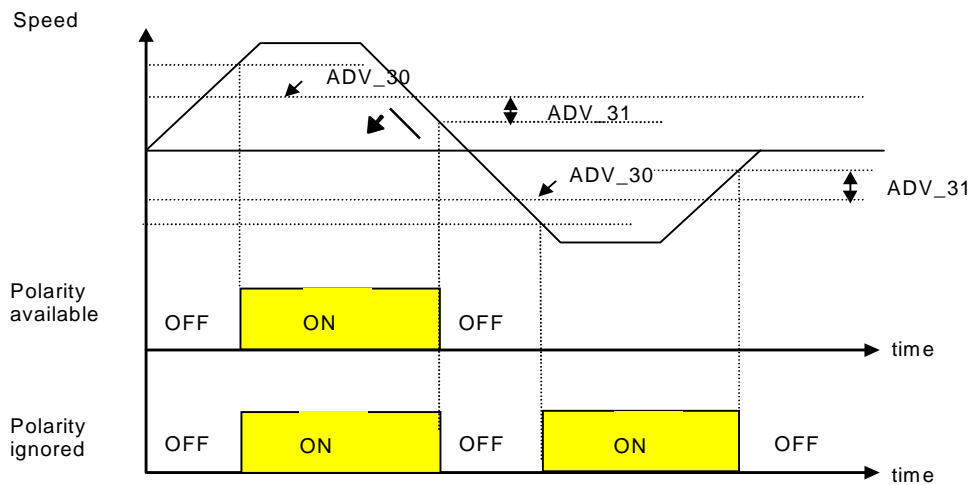 Speed
ADV_30
ADV_31
ADV_30
ADV_31
Polarity
available
OFF
ON
OFF
time
Polarity
ignored
OFF
ON
OFF
ON
OFF
time